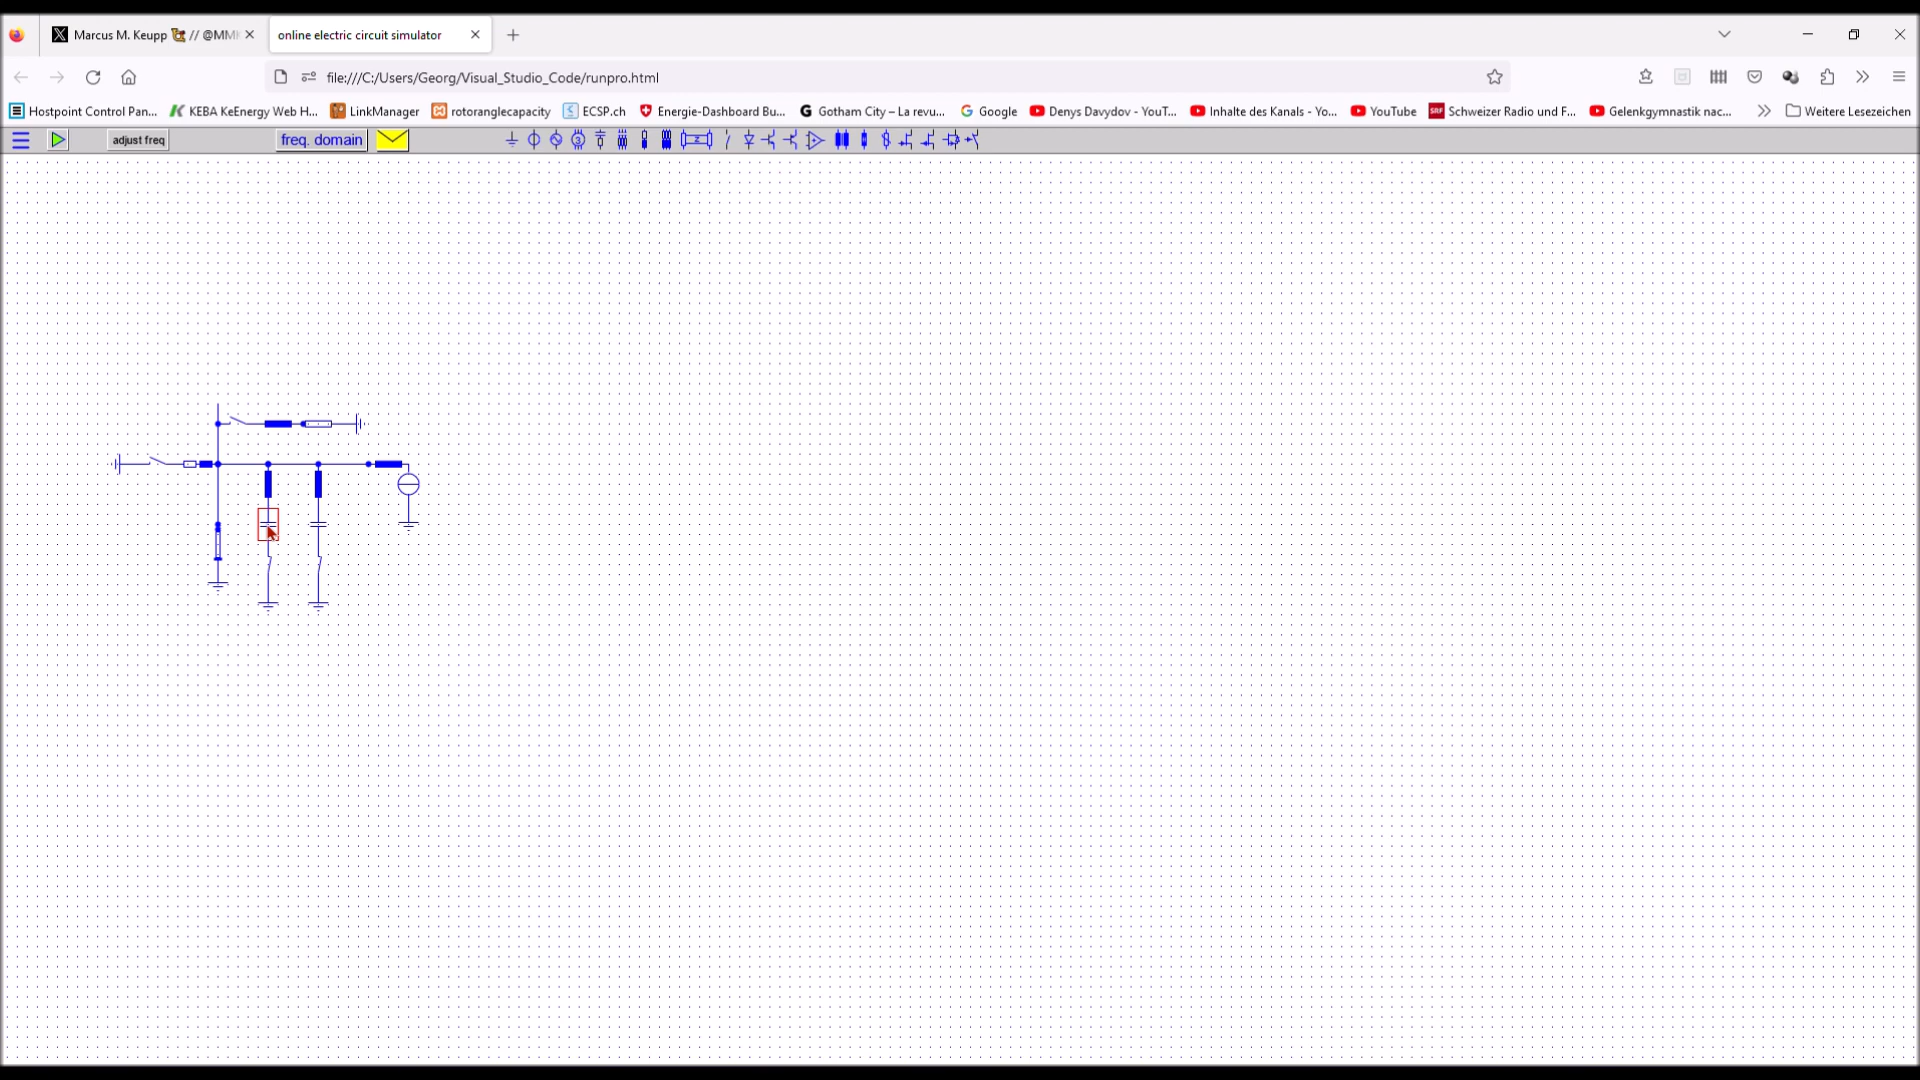 Marcus M. Keupp // @MMK
online electric circuit simulator
file:///C:/Users/Georg/Visual_Studio_Code/runpro.html
Hostpoint Control Pan...
KEBA KeEnergy Web H...
LinkManager
rotoranglecapacity
ECSP.ch
Energie-Dashboard Bu...
Gotham City – La revu...
Google
Denys Davydov - YouT...
Inhalte des Kanals - Yo...
YouTube
SRF Schweizer Radio und F...
Gelenkgymnastik nac...
Weitere Lesezeichen
adjust freq
freq. domain